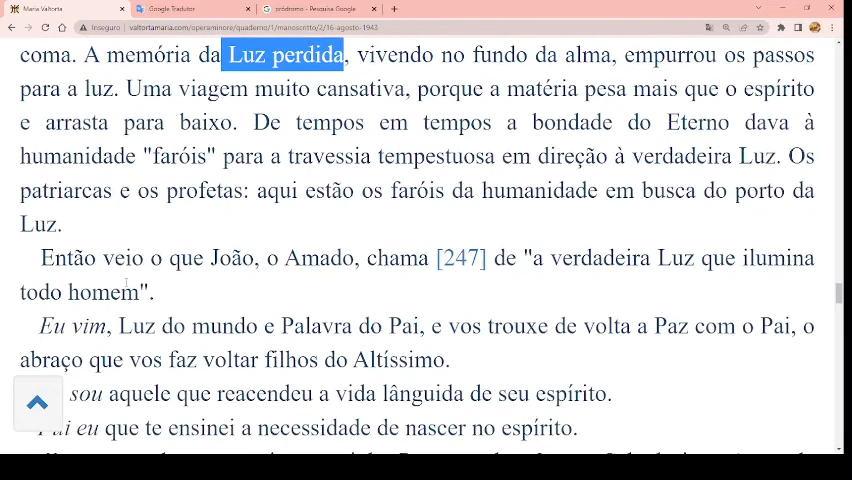 Maria Valtorta
Google Tradutor
pródromo - Pesquisa Google
Inseguro | valtortamaria.com/operaminore/quaderno/1/manoscritto/2/16-agosto-1943
coma. A memória da Luz perdida, vivendo no fundo da alma, empurrou os passos
para a luz. Uma viagem muito cansativa, porque a matéria pesa mais que o espírito
e arrasta para baixo. De tempos em tempos a bondade do Eterno dava à
humanidade "faróis" para a travessia tempestuosa em direção à verdadeira Luz. Os
patriarcas e os profetas: aqui estão os faróis da humanidade em busca do porto da
Luz.
Então veio o que João, o Amado, chama [247] de "a verdadeira Luz que ilumina
todo homem".
Eu vim, Luz do mundo e Palavra do Pai, e vos trouxe de volta a Paz com o Pai, o
abraço que vos faz voltar filhos do Altíssimo.
sou aquele que reacendeu a vida lânguida de seu espírito.
eu que te ensinei a necessidade de nascer no espírito.